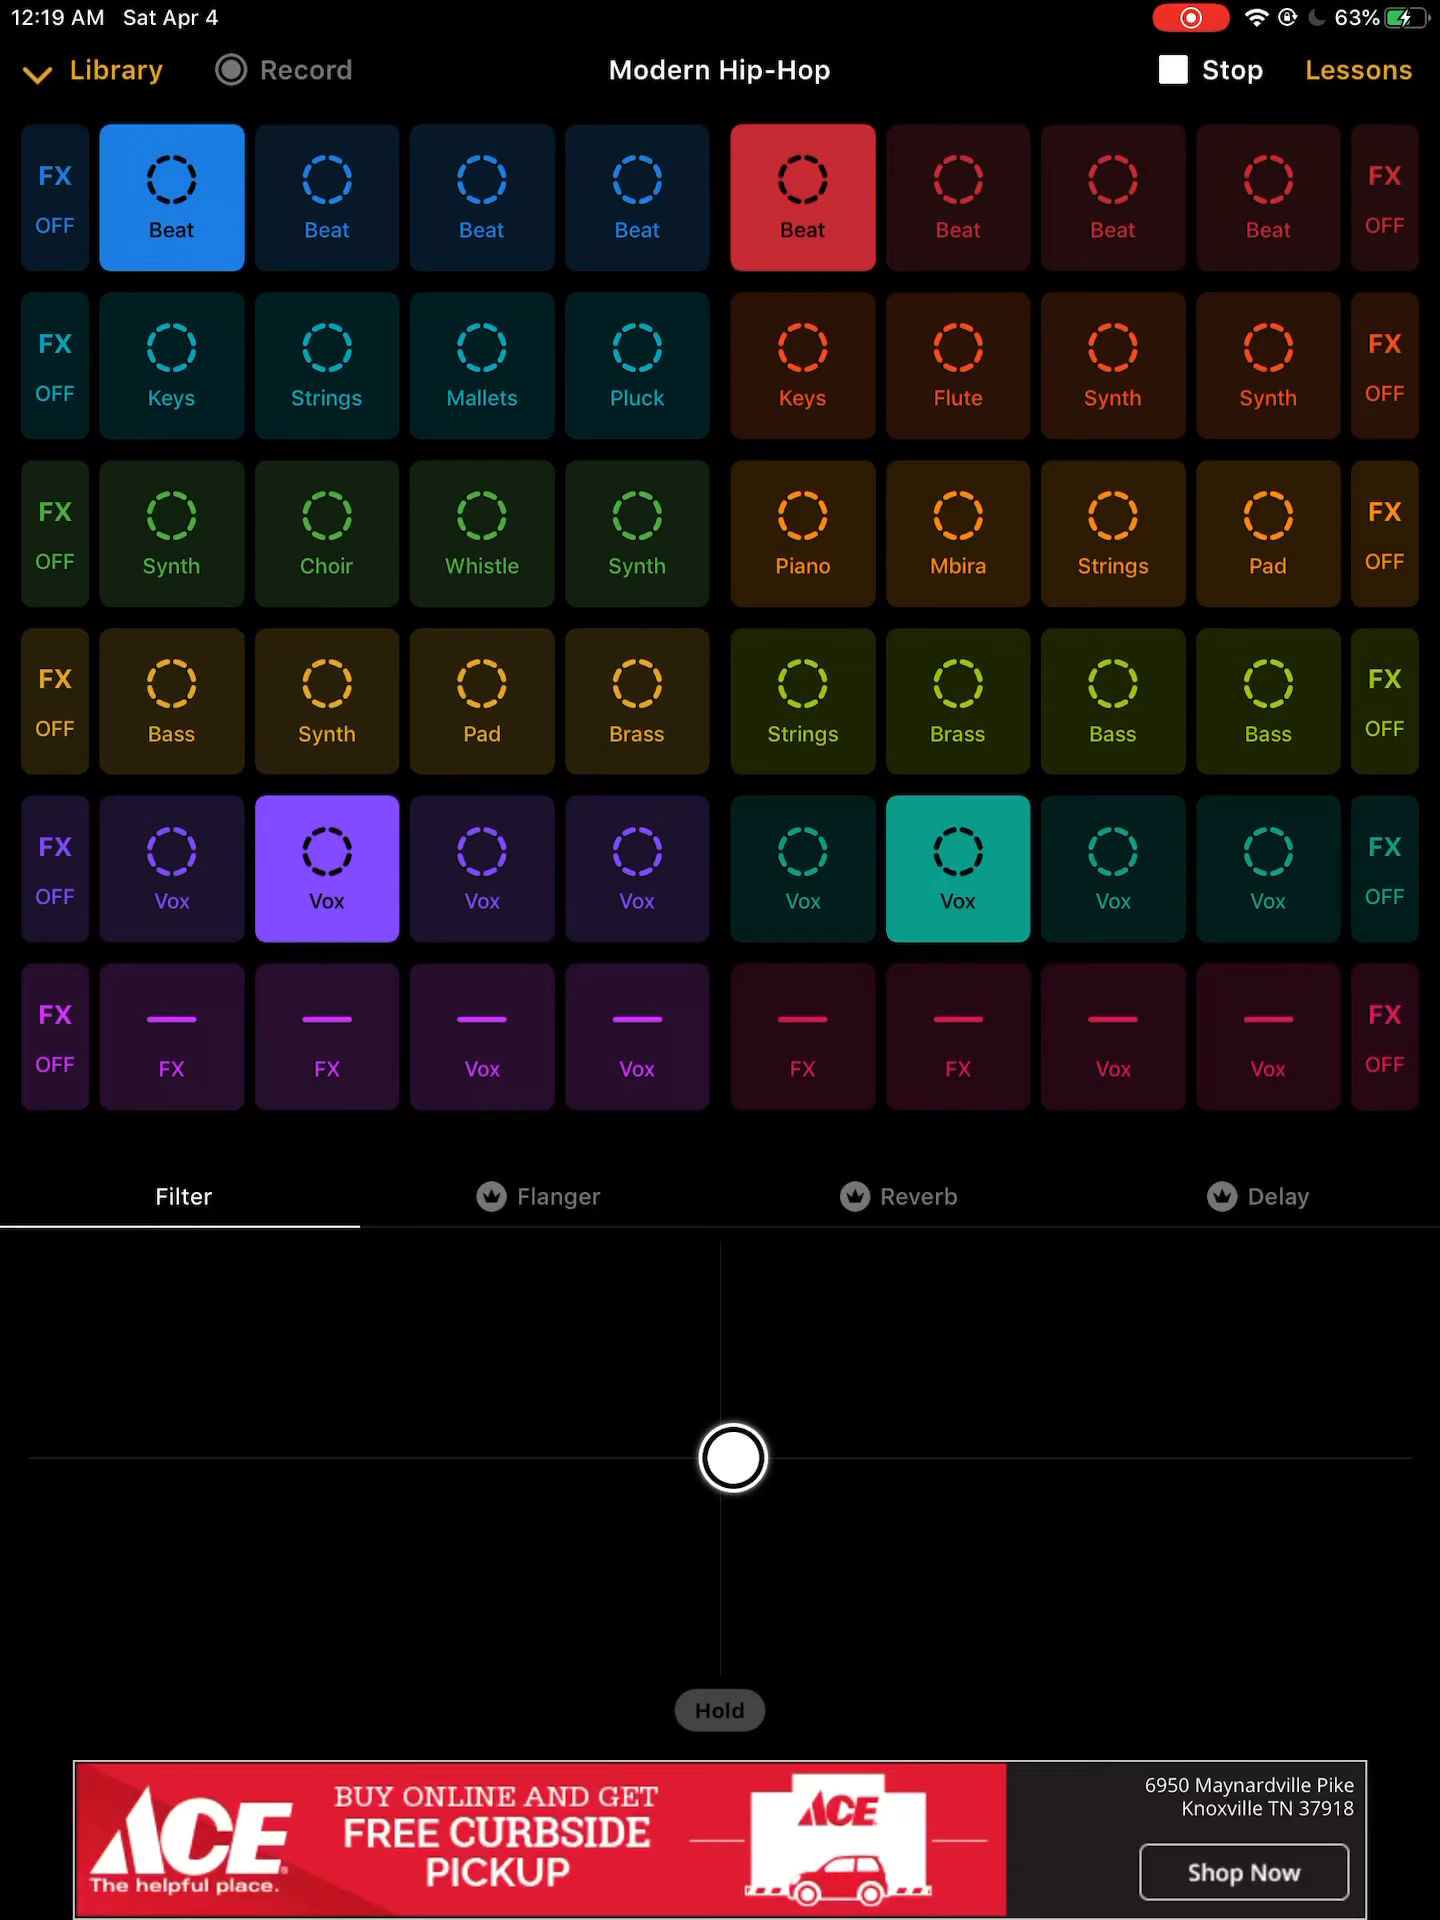 12:19 AM Sat Apr 4 63%
Library Record Modern Hip-Hop Stop Lessons
FX Beat Beat Beat Beat Beat Beat Beat Beat FX
OFF OFF
FX Keys Strings Mallets Pluck Keys Flute Synth Synth FX
OFF OFF
FX Synth Choir Whistle Synth Piano Mbira Strings Pad FX
OFF OFF
FX Bass Synth Pad Brass Strings Brass Bass Bass FX
OFF OFF
FX Vox Vox Vox Vox Vox Vox Vox Vox FX
OFF OFF
FX FX FX Vox Vox FX FX Vox Vox FX
OFF OFF
Filter Flanger Reverb Delay
Hold
ACE
The helpful place.
BUY ONLINE AND GET
FREE CURBSIDE
PICKUP
ACE
6950 Maynardville Pike
Knoxville TN 37918
Shop Now